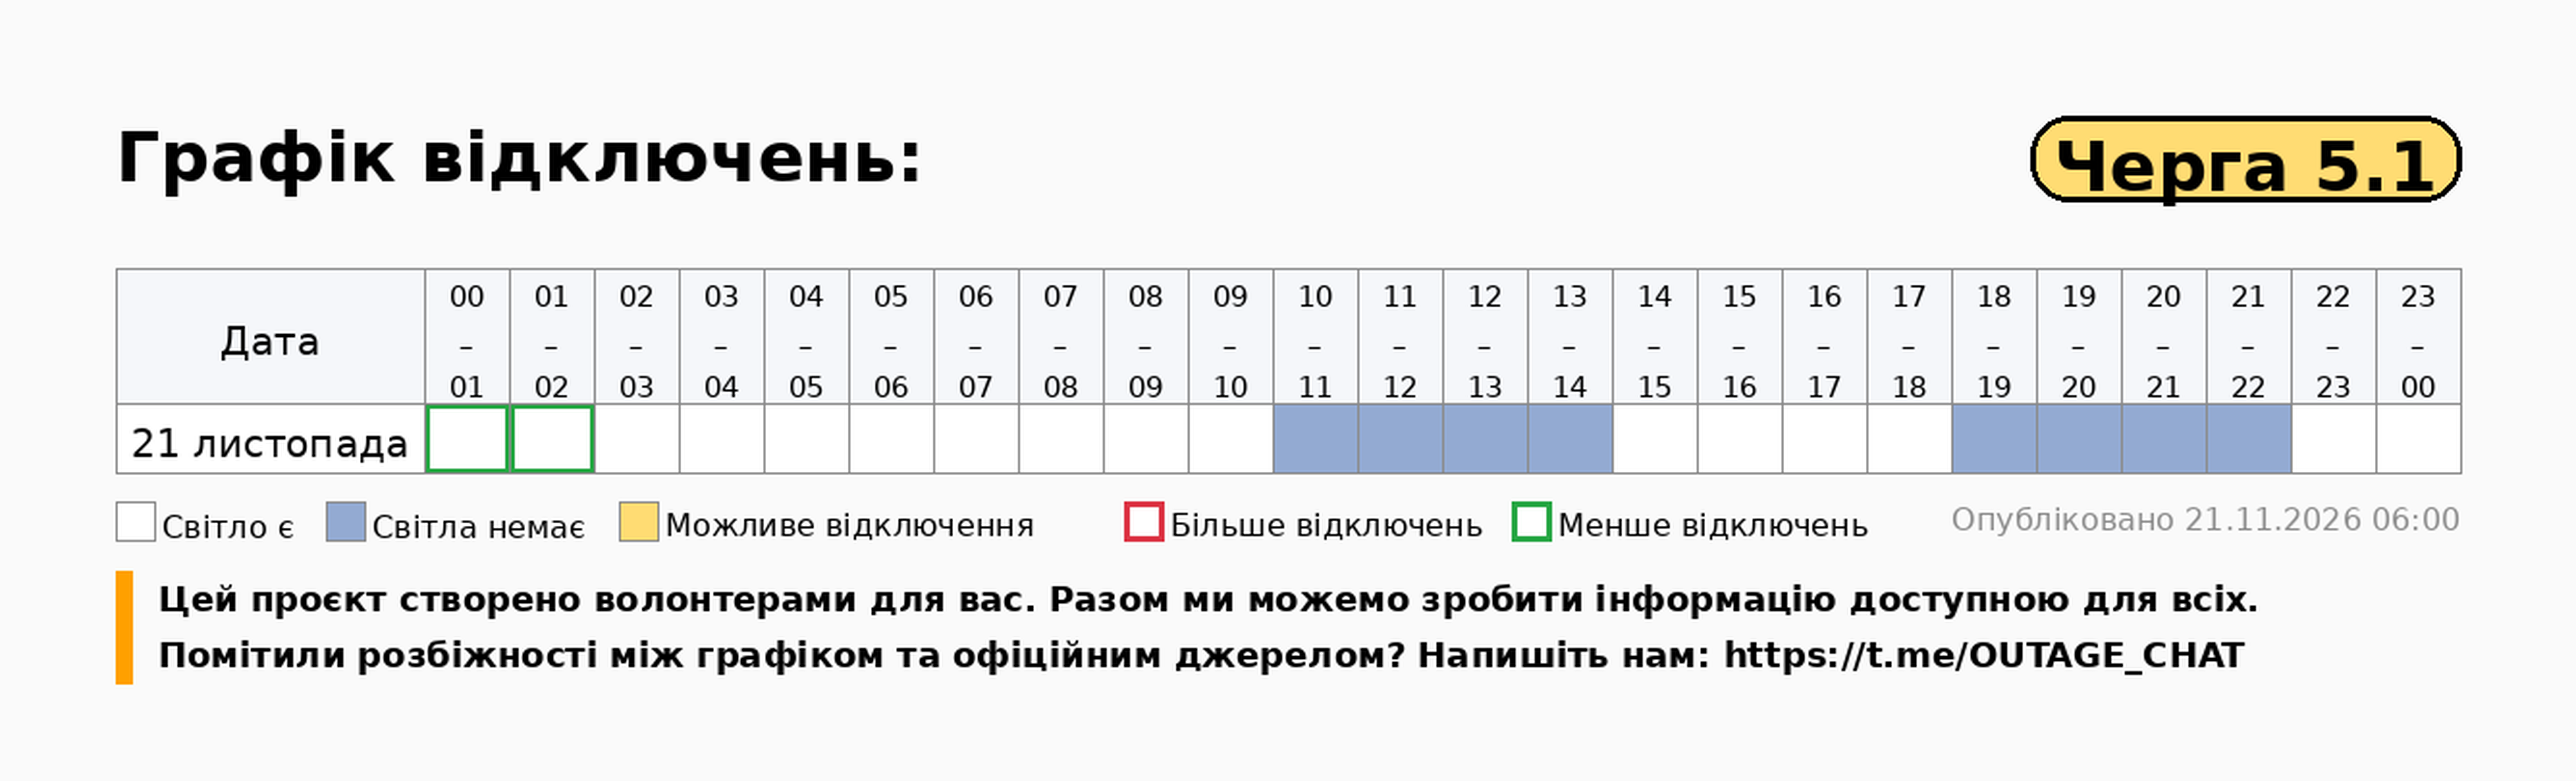 Графік відключень:
Черга 5.1
Дата
00 – 01
01 – 02
02 – 03
03 – 04
04 – 05
05 – 06
06 – 07
07 – 08
08 – 09
09 – 10
10 – 11
11 – 12
12 – 13
13 – 14
14 – 15
15 – 16
16 – 17
17 – 18
18 – 19
19 – 20
20 – 21
21 – 22
22 – 23
23 – 00
21 листопада
Світло є
Світла немає
Можливе відключення
Більше відключень
Менше відключень
Опубліковано 21.11.2026 06:00
Цей проєкт створено волонтерами для вас. Разом ми можемо зробити інформацію доступною для всіх.
Помітили розбіжності між графіком та офіційним джерелом? Напишіть нам: https://t.me/OUTAGE_CHAT